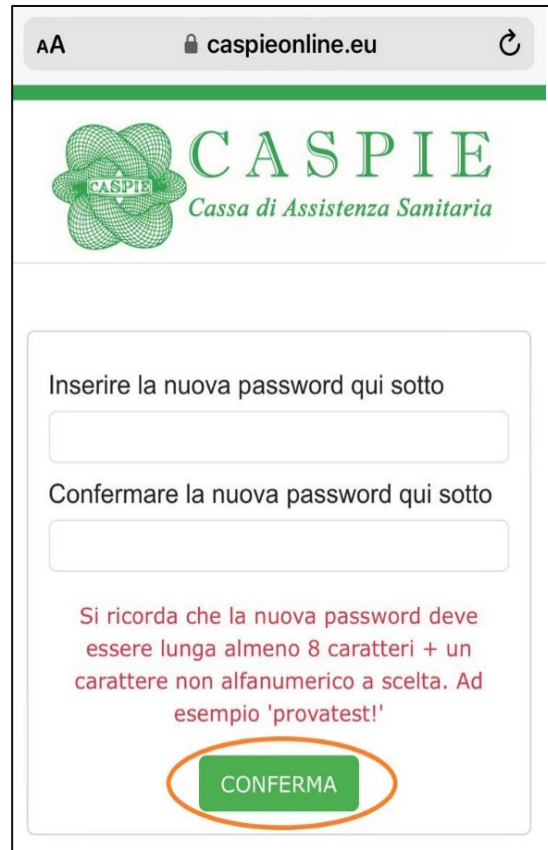 AA
caspieonline.eu
CASPIE
CASPIE
Cassa di Assistenza Sanitaria
Inserire la nuova password qui sotto
Confermare la nuova password qui sotto
Si ricorda che la nuova password deve
essere lunga almeno 8 caratteri + un
carattere non alfanumerico a scelta. Ad
esempio 'provatest!'
CONFERMA